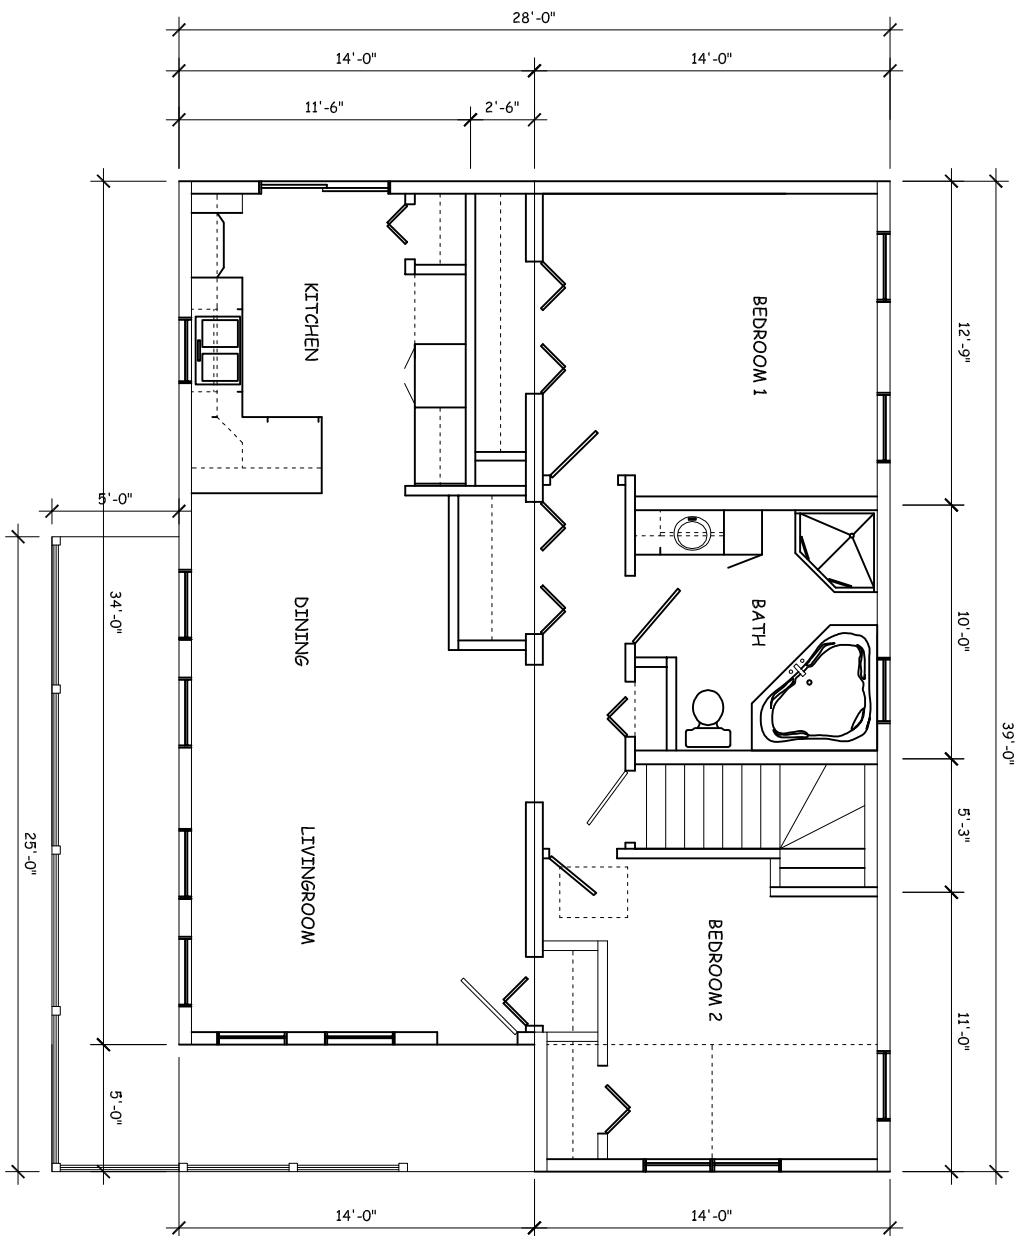 28'-0"
14'-0"
14'-0"
11'-6"
2'-6"
KITCHEN
BEDROOM 1
12'-9"
5'-0"
34'-0"
DINING
BATH
10'-0"
39'-0"
25'-0"
LIVINGROOM
5'-3"
BEDROOM 2
11'-0"
5'-0"
14'-0"
14'-0"